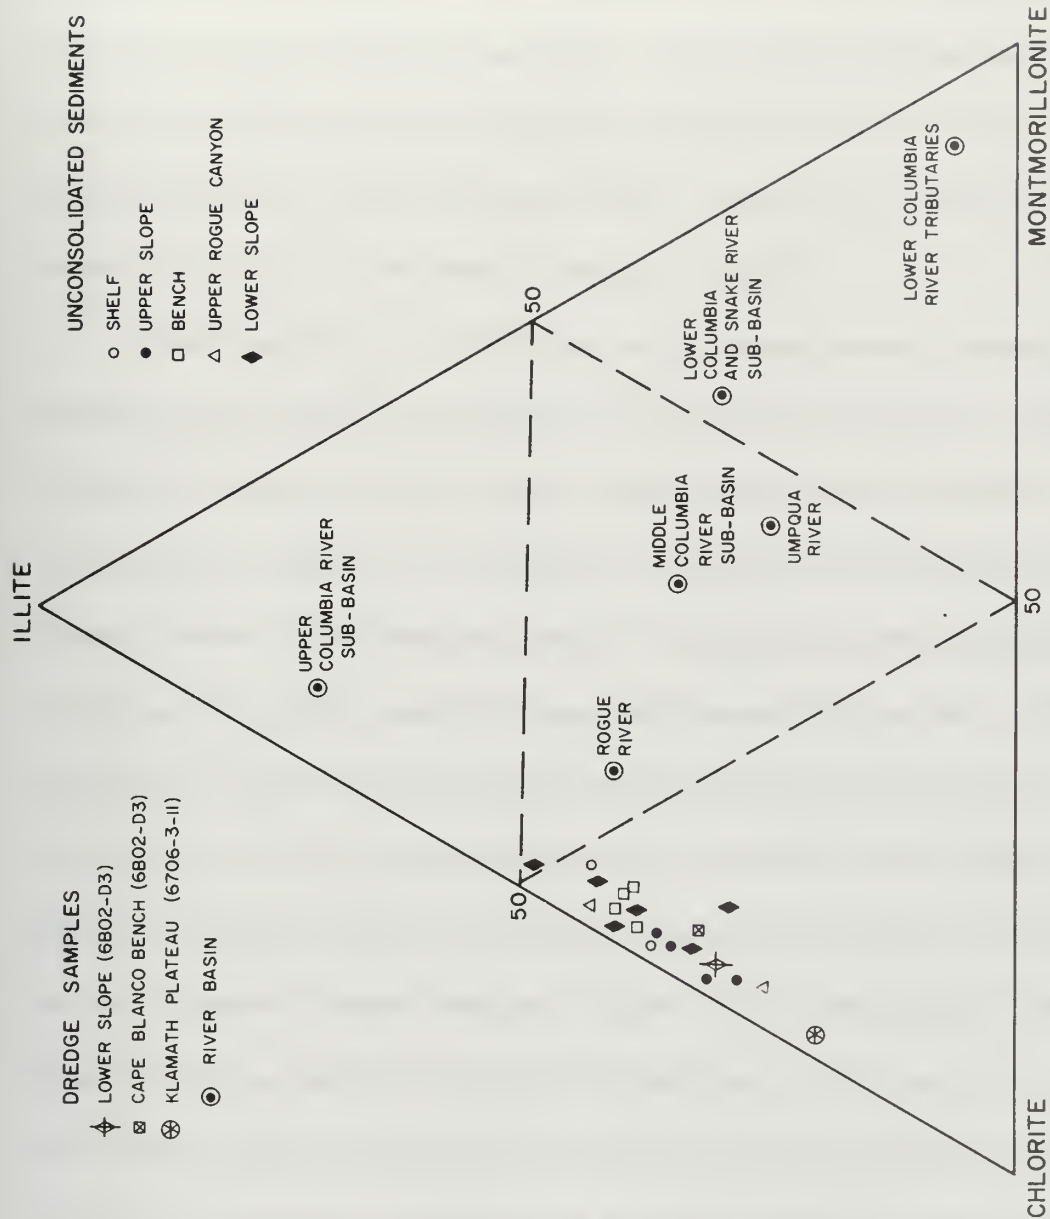 ILLITE
UNCONSOLIDATED SEDIMENTS
SHELF
UPPER SLOPE
BENCH
UPPER ROGUE CANYON
LOWER SLOPE
DREDGE SAMPLES
LOWER SLOPE (6802-D3)
CAPE BLANCO BENCH (6802-D3)
KLAMATH PLATEAU (6706-3-11)
RIVER BASIN
UPPER
COLUMBIA RIVER
SUB-BASIN
50
50
ROGUE
RIVER
MIDDLE
COLUMBIA
RIVER
SUB-BASIN
UMPQUA
RIVER
LOWER
COLUMBIA
AND SNAKE RIVER
SUB-BASIN
LOWER COLUMBIA
RIVER TRIBUTARIES
CHLORITE
50
MONTMORILLONITE